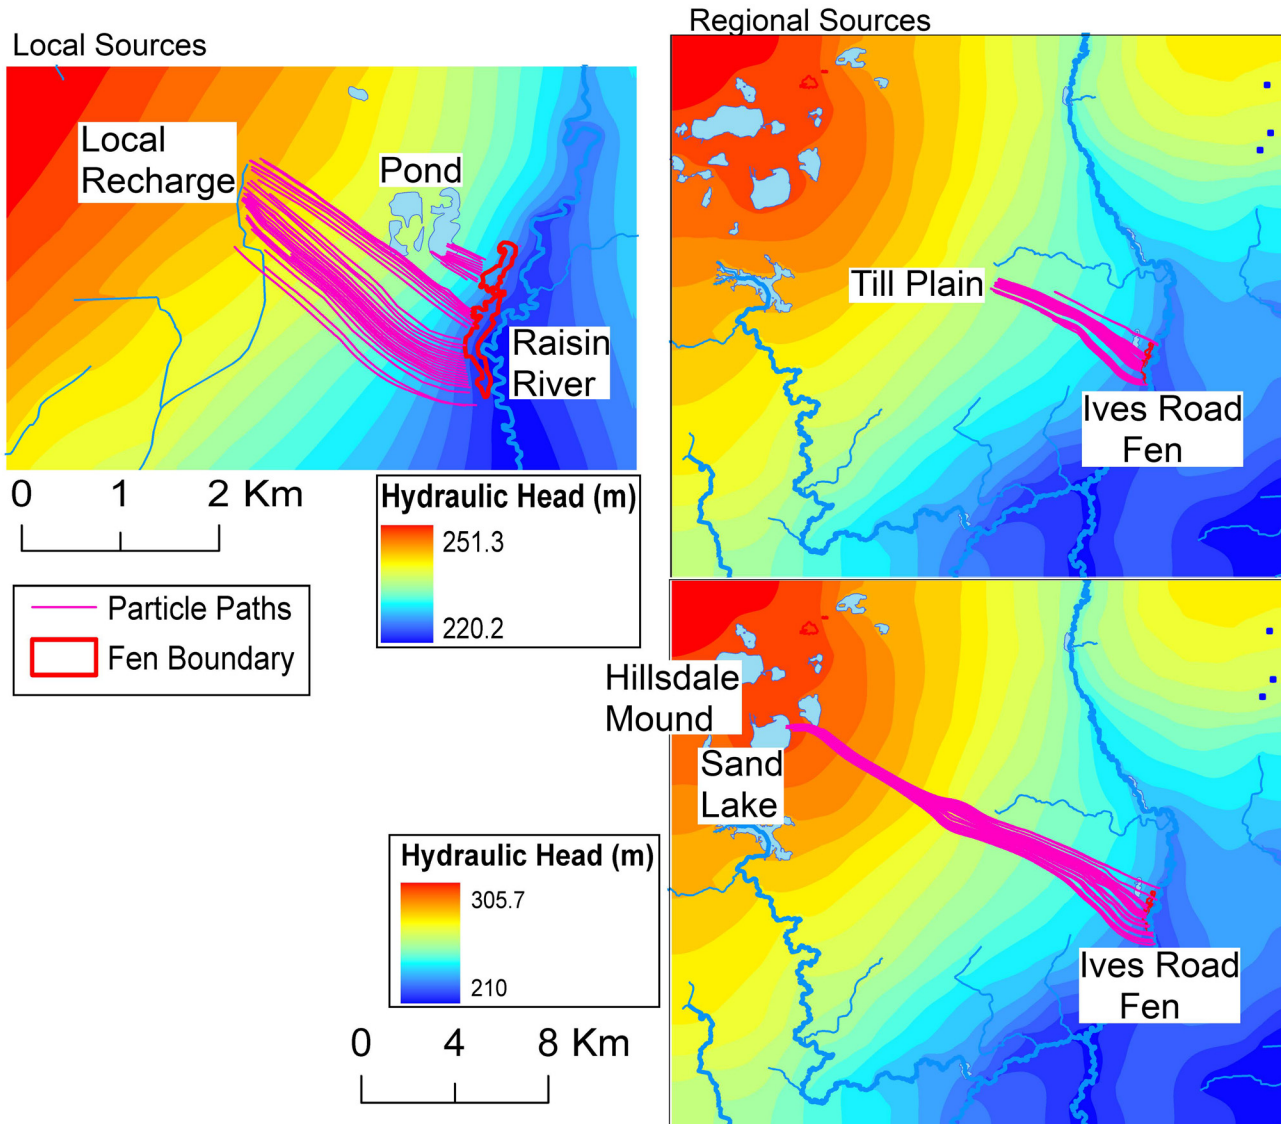 Local Sources
Local
Recharge
Pond
Raisin
River
0 1 2 Km
Hydraulic Head (m)
251.3
220.2
Particle Paths
Fen Boundary
Regional Sources
Till Plain
Ives Road
Fen
Hillsdale
Mound
Sand
Lake
Ives Road
Fen
Hydraulic Head (m)
305.7
210
0 4 8 Km